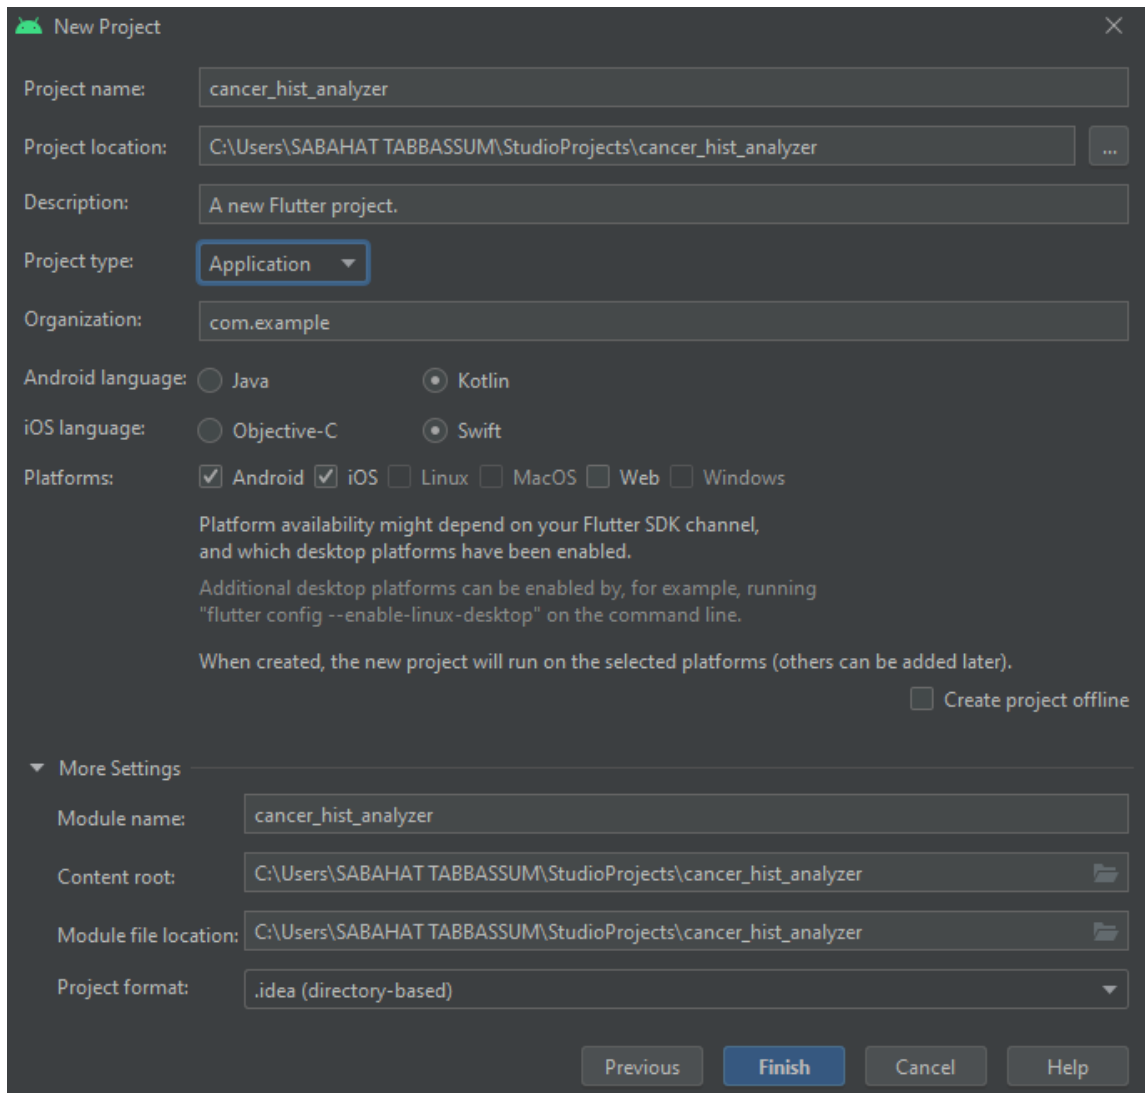 New Project
Project name: cancer_hist_analyzer
Project location: C:\Users\SABAHAT TABBASSUM\StudioProjects\cancer_hist_analyzer ...
Description: A new Flutter project.
Project type: Application
Organization: com.example
Android language: Java Kotlin
iOS language: Objective-C Swift
Platforms: Android iOS Linux MacOS Web Windows
Platform availability might depend on your Flutter SDK channel,
and which desktop platforms have been enabled.
Additional desktop platforms can be enabled by, for example, running
"flutter config --enable-linux-desktop" on the command line.
When created, the new project will run on the selected platforms (others can be added later).
Create project offline
More Settings
Module name: cancer_hist_analyzer
Content root: C:\Users\SABAHAT TABBASSUM\StudioProjects\cancer_hist_analyzer
Module file location: C:\Users\SABAHAT TABBASSUM\StudioProjects\cancer_hist_analyzer
Project format: .idea (directory-based)
Previous Finish Cancel Help